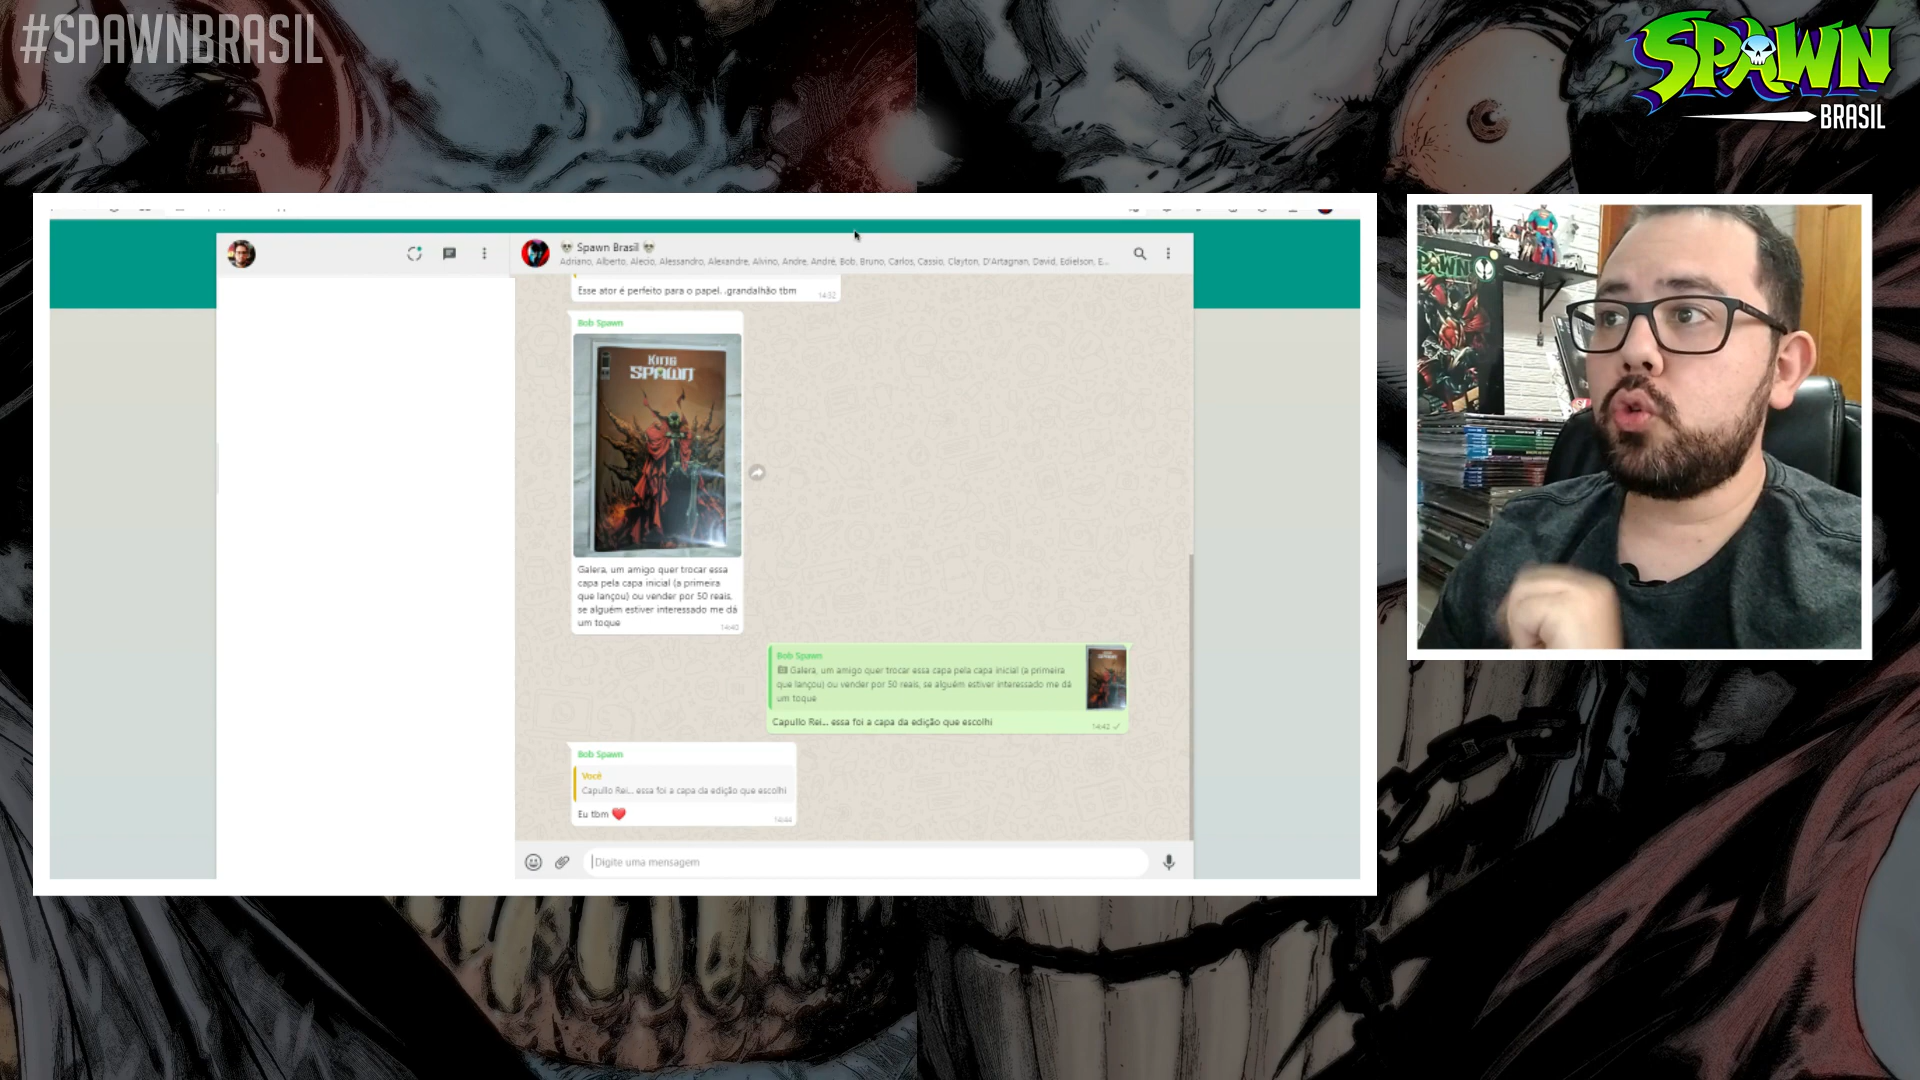 #SPAWNBRASIL
SPAWN
BRASIL
Spawn Brasil
Adriano, Alberto, Alecio, Alessandro, Alexandre, Alvino, Andre, André, Bob, Bruno, Carlos, Cassio, Clayton, D'Artagnan, David, Edielson, E...
Esse ator é perfeito para o papel. .grandalhão tbm
14:32
Bob Spawn
KING
SPAWN
Galera, um amigo quer trocar essa
capa pela capa inicial (a primeira
que lançou) ou vender por 50 reais,
se alguém estiver interessado me dá
um toque
14:40
Bob Spawn
Galera, um amigo quer trocar essa capa pela capa inicial (a primeira
que lançou) ou vender por 50 reais, se alguém estiver interessado me dá
um toque
Capullo Rei... essa foi a capa da edição que escolhi
14:42
Bob Spawn
Você
Capullo Rei... essa foi a capa da edição que escolhi
Eu tbm ❤️
14:44
Digite uma mensagem
SPAWN